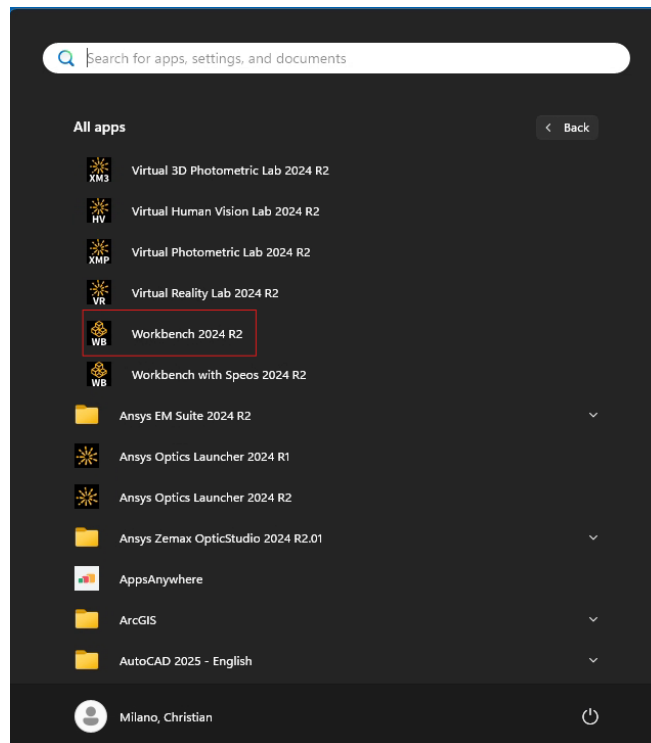 Search for apps, settings, and documents
All apps
Back
XM3 Virtual 3D Photometric Lab 2024 R2
HV Virtual Human Vision Lab 2024 R2
XMP Virtual Photometric Lab 2024 R2
VR Virtual Reality Lab 2024 R2
WB Workbench 2024 R2
WB Workbench with Speos 2024 R2
Ansys EM Suite 2024 R2
Ansys Optics Launcher 2024 R1
Ansys Optics Launcher 2024 R2
Ansys Zemax OpticStudio 2024 R2.01
AppsAnywhere
ArcGIS
AutoCAD 2025 - English
Milano, Christian